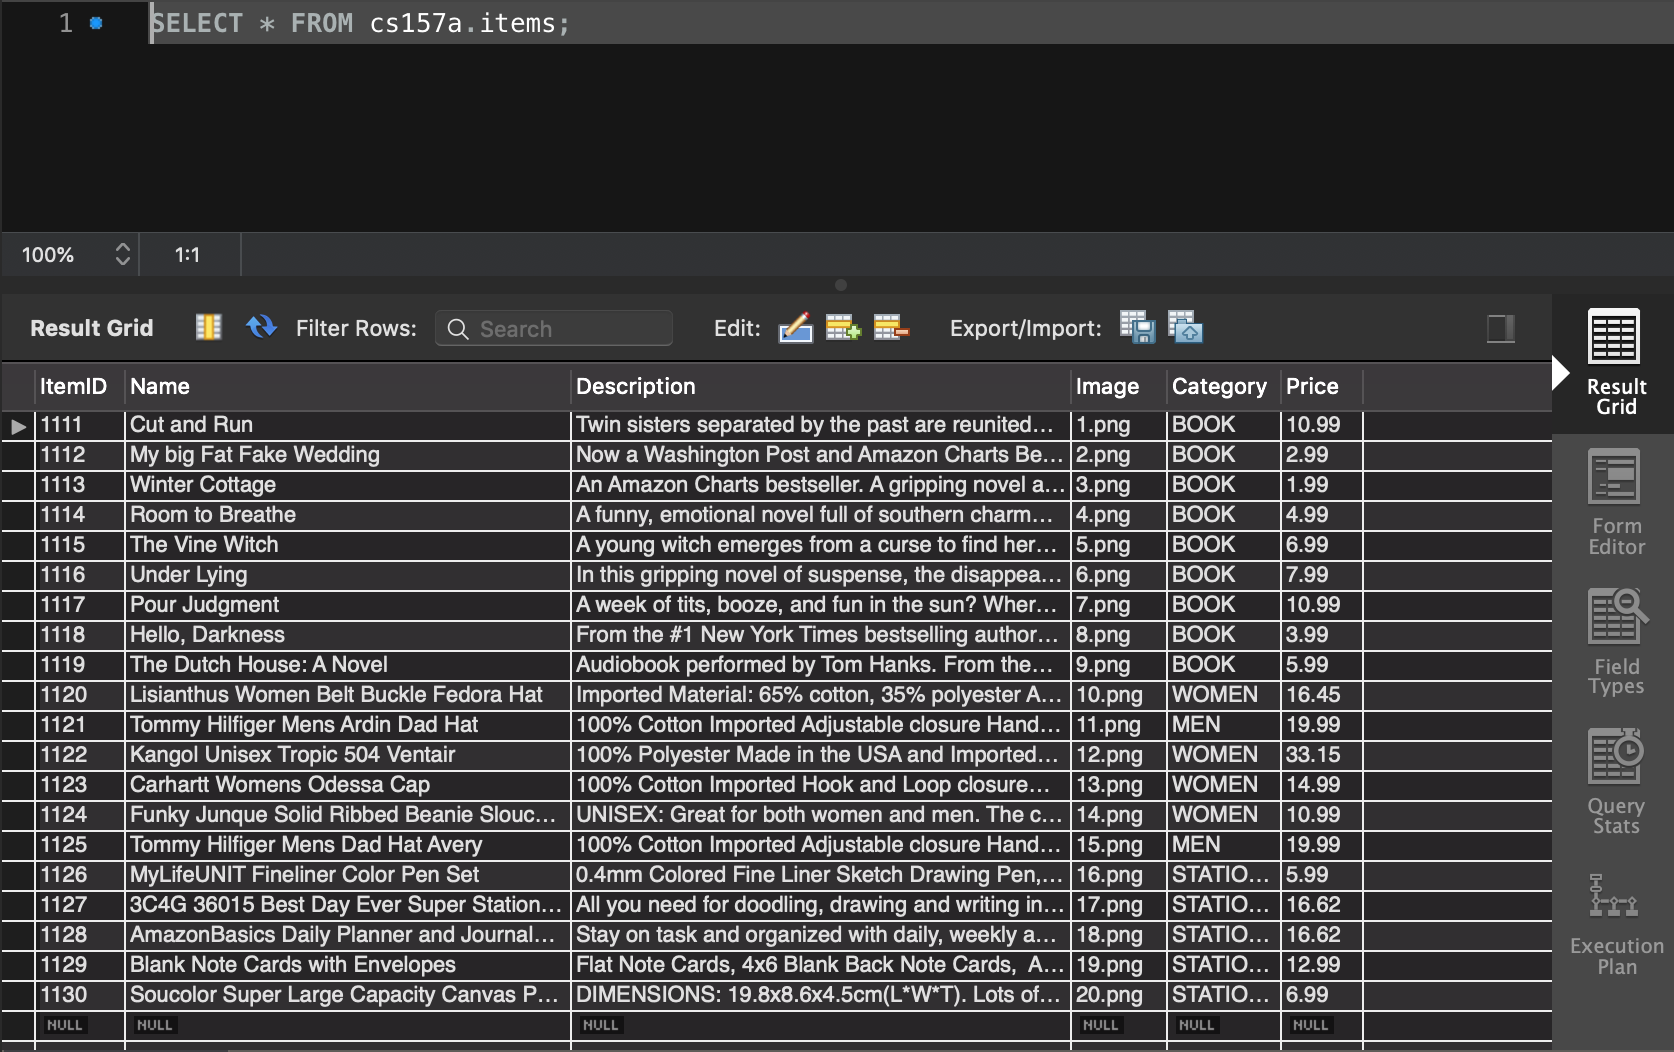 1 SELECT * FROM cs157a.items;
100% 1:1
Result Grid Filter Rows: Search Edit: Export/Import:
ItemID Name Description Image Category Price
1111 Cut and Run Twin sisters separated by the past are reunited... 1.png BOOK 10.99
1112 My big Fat Fake Wedding Now a Washington Post and Amazon Charts Be... 2.png BOOK 2.99
1113 Winter Cottage An Amazon Charts bestseller. A gripping novel a... 3.png BOOK 1.99
1114 Room to Breathe A funny, emotional novel full of southern charm... 4.png BOOK 4.99
1115 The Vine Witch A young witch emerges from a curse to find her... 5.png BOOK 6.99
1116 Under Lying In this gripping novel of suspense, the disappea... 6.png BOOK 7.99
1117 Pour Judgment A week of tits, booze, and fun in the sun? Wher... 7.png BOOK 10.99
1118 Hello, Darkness From the #1 New York Times bestselling author... 8.png BOOK 3.99
1119 The Dutch House: A Novel Audiobook performed by Tom Hanks. From the... 9.png BOOK 5.99
1120 Lisianthus Women Belt Buckle Fedora Hat Imported Material: 65% cotton, 35% polyester A... 10.png WOMEN 16.45
1121 Tommy Hilfiger Mens Ardin Dad Hat 100% Cotton Imported Adjustable closure Hand... 11.png MEN 19.99
1122 Kangol Unisex Tropic 504 Ventair 100% Polyester Made in the USA and Imported... 12.png WOMEN 33.15
1123 Carhartt Womens Odessa Cap 100% Cotton Imported Hook and Loop closure... 13.png WOMEN 14.99
1124 Funky Junque Solid Ribbed Beanie Slouc... UNISEX: Great for both women and men. The c... 14.png WOMEN 10.99
1125 Tommy Hilfiger Mens Dad Hat Avery 100% Cotton Imported Adjustable closure Hand... 15.png MEN 19.99
1126 MyLifeUNIT Fineliner Color Pen Set 0.4mm Colored Fine Liner Sketch Drawing Pen,... 16.png STATIO... 5.99
1127 3C4G 36015 Best Day Ever Super Station... All you need for doodling, drawing and writing in... 17.png STATIO... 16.62
1128 AmazonBasics Daily Planner and Journal... Stay on task and organized with daily, weekly a... 18.png STATIO... 16.62
1129 Blank Note Cards with Envelopes Flat Note Cards, 4x6 Blank Back Note Cards, A... 19.png STATIO... 12.99
1130 Soucolor Super Large Capacity Canvas P... DIMENSIONS: 19.8x8.6x4.5cm(L*W*T). Lots of... 20.png STATIO... 6.99
NULL NULL NULL NULL NULL NULL
Result
Grid
Form
Editor
Field
Types
Query
Stats
Execution
Plan